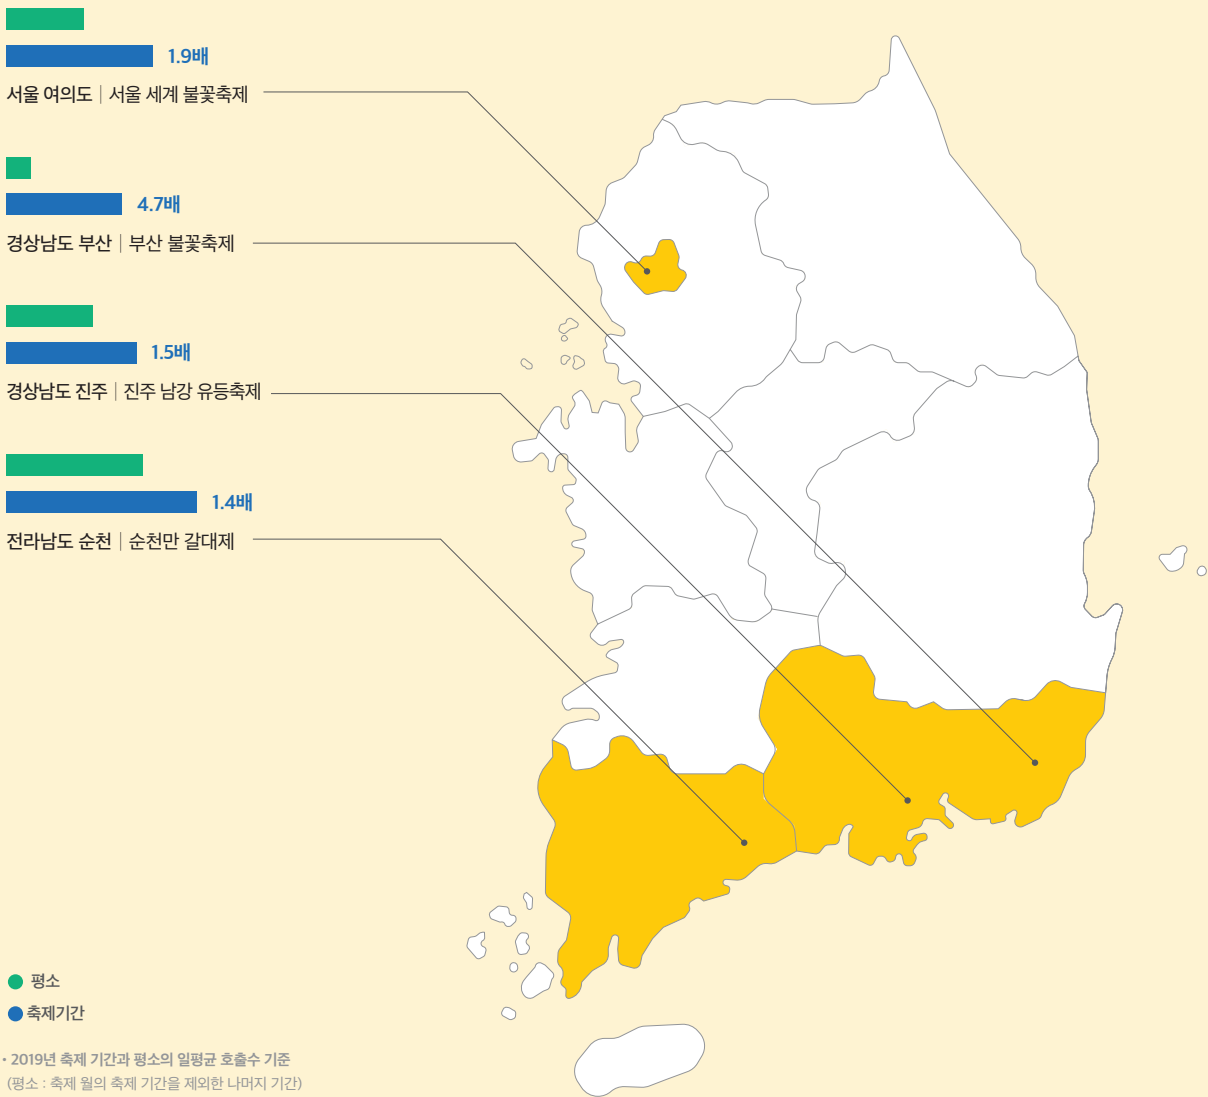 1.9배
서울 여의도 | 서울 세계 불꽃축제
4.7배
경상남도 부산 | 부산 불꽃축제
1.5배
경상남도 진주 | 진주 남강 유등축제
1.4배
전라남도 순천 | 순천만 갈대제
평소
축제기간
· 2019년 축제 기간과 평소의 일평균 호출수 기준
(평소 : 축제 월의 축제 기간을 제외한 나머지 기간)